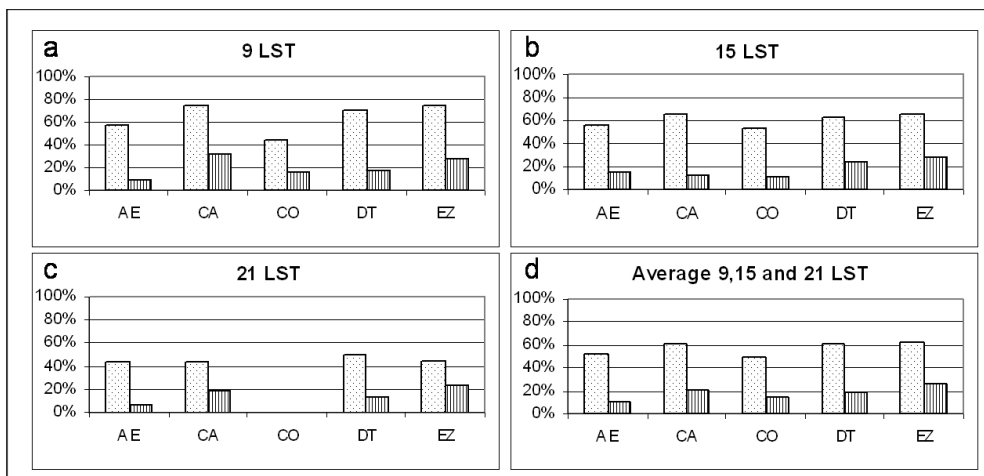 a
9 LST
100%
80%
60%
40%
20%
0%
AE
CA
CO
DT
EZ
b
15 LST
100%
80%
60%
40%
20%
0%
AE
CA
CO
DT
EZ
c
21 LST
100%
80%
60%
40%
20%
0%
AE
CA
CO
DT
EZ
d
Average 9,15 and 21 LST
100%
80%
60%
40%
20%
0%
AE
CA
CO
DT
EZ